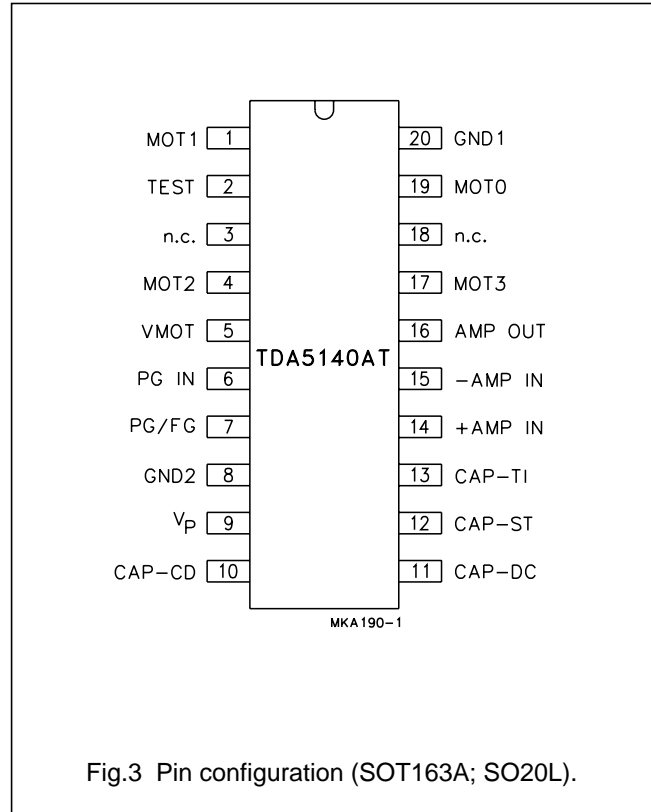 MOT1 1 20 GND1
TEST 2 19 MOT0
n.c. 3 18 n.c.
MOT2 4 17 MOT3
VMOT 5 16 AMP OUT
TDA5140AT
PG IN 6 15 -AMP IN
PG/FG 7 14 +AMP IN
GND2 8 13 CAP-TI
VP 9 12 CAP-ST
CAP-CD 10 11 CAP-DC
MKA190-1
Fig.3 Pin configuration (SOT163A; SO20L).